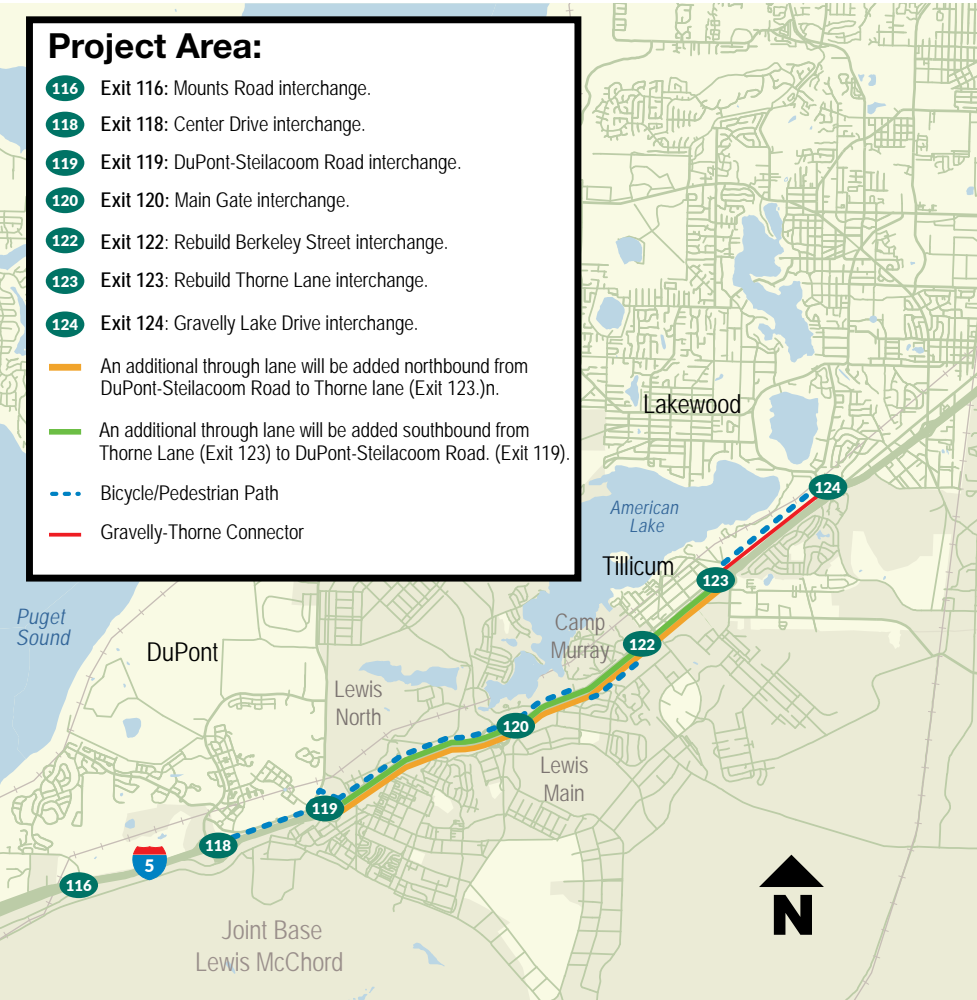 Project Area:
116 Exit 116: Mounts Road interchange.
118 Exit 118: Center Drive interchange.
119 Exit 119: DuPont-Steilacoom Road interchange.
120 Exit 120: Main Gate interchange.
122 Exit 122: Rebuild Berkeley Street interchange.
123 Exit 123: Rebuild Thorne Lane interchange.
124 Exit 124: Gravelly Lake Drive interchange.
An additional through lane will be added northbound from
DuPont-Steilacoom Road to Thorne lane (Exit 123.)n.
An additional through lane will be added southbound from
Thorne Lane (Exit 123) to DuPont-Steilacoom Road. (Exit 119).
Bicycle/Pedestrian Path
Gravelly-Thorne Connector
Lakewood
124
American
Lake
Tillicum
123
Puget
Sound
Camp
Murray
122
DuPont
Lewis
North
120
Lewis
Main
119
118
5
116
N
Joint Base
Lewis McChord